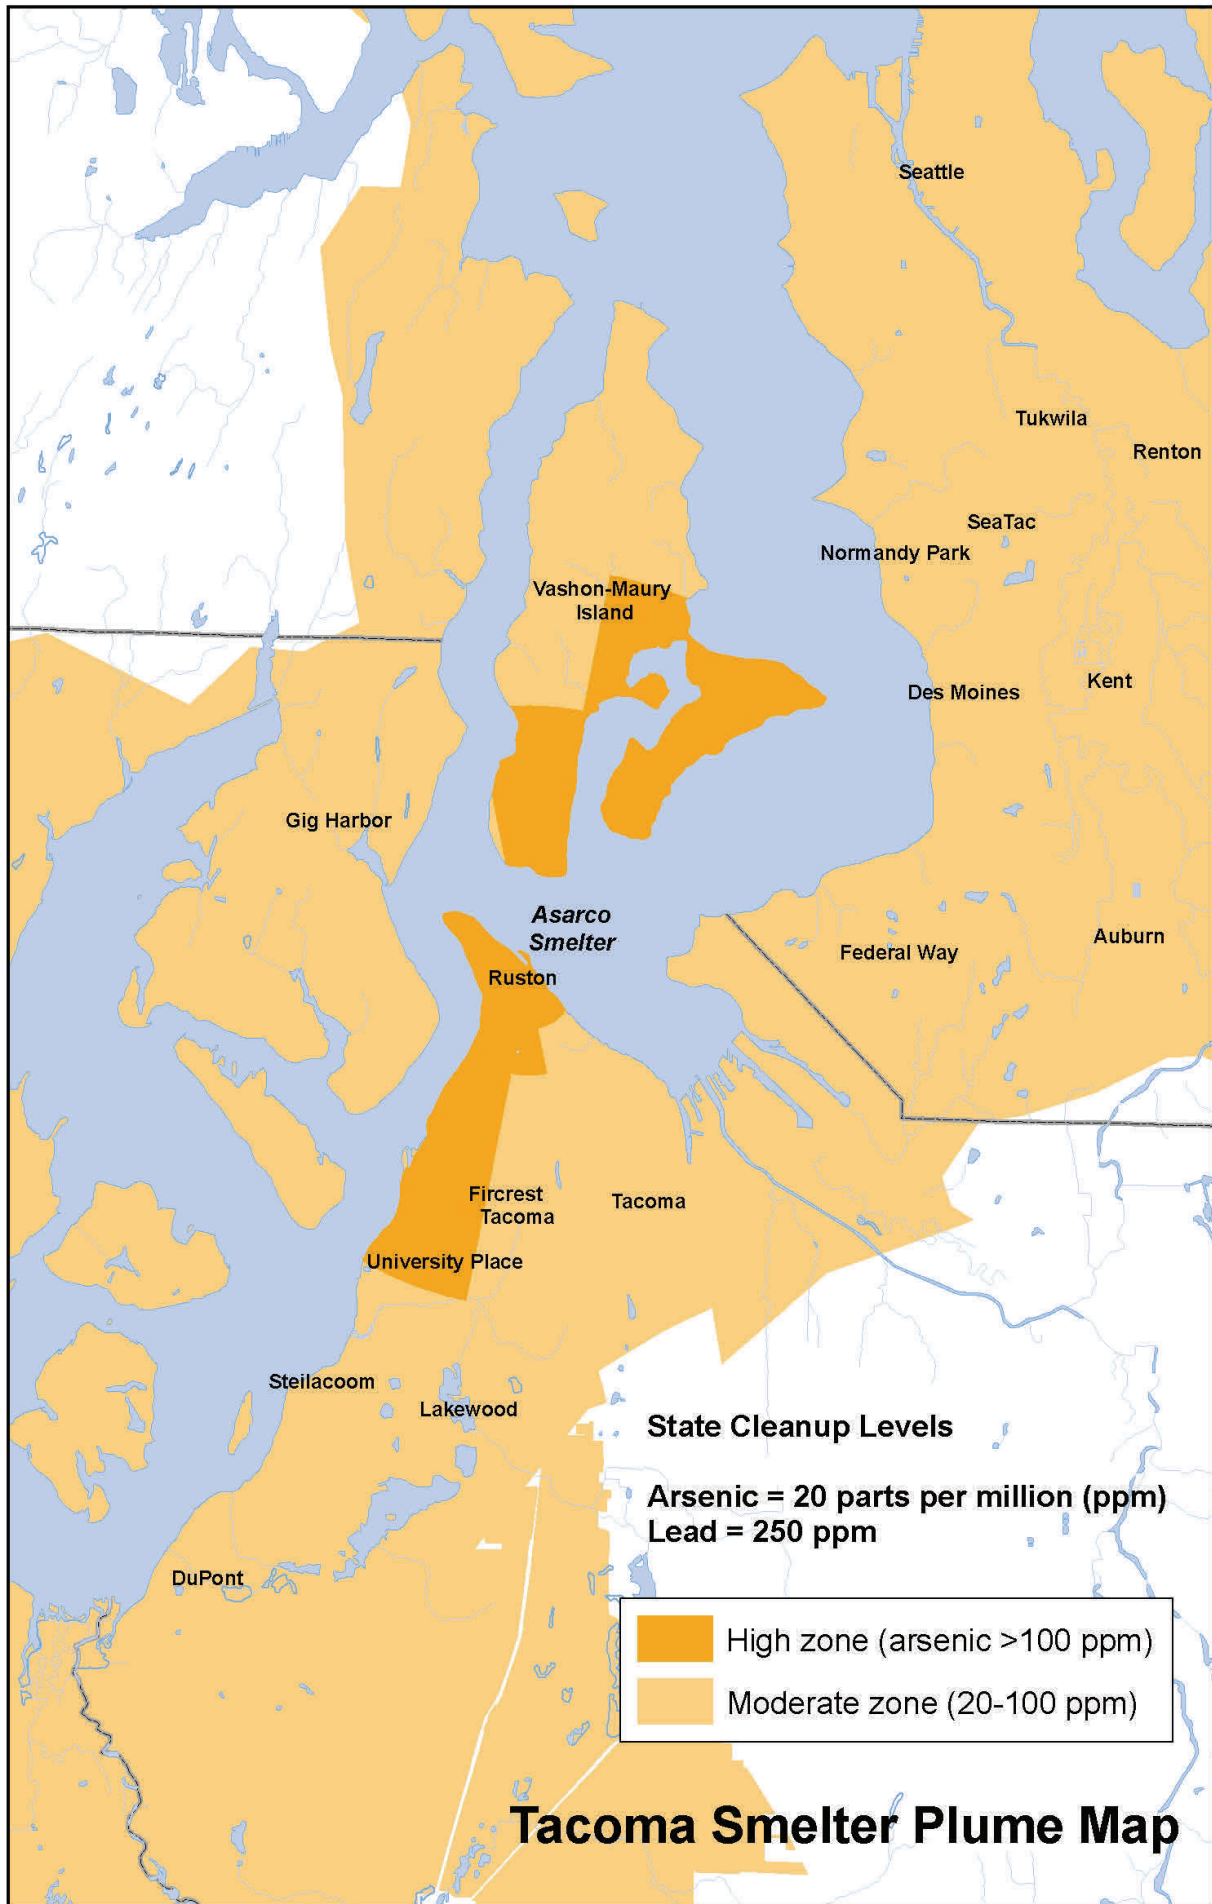 Seattle
Tukwila
Renton
SeaTac
Normandy Park
Vashon-Maury
Island
Kent
Des Moines
Gig Harbor
Asarco
Smelter
Auburn
Federal Way
Ruston
Fircrest
Tacoma
Tacoma
University Place
Steilacoom
Lakewood
State Cleanup Levels
Arsenic = 20 parts per million (ppm)
Lead = 250 ppm
DuPont
High zone (arsenic >100 ppm)
Moderate zone (20-100 ppm)
Tacoma Smelter Plume Map